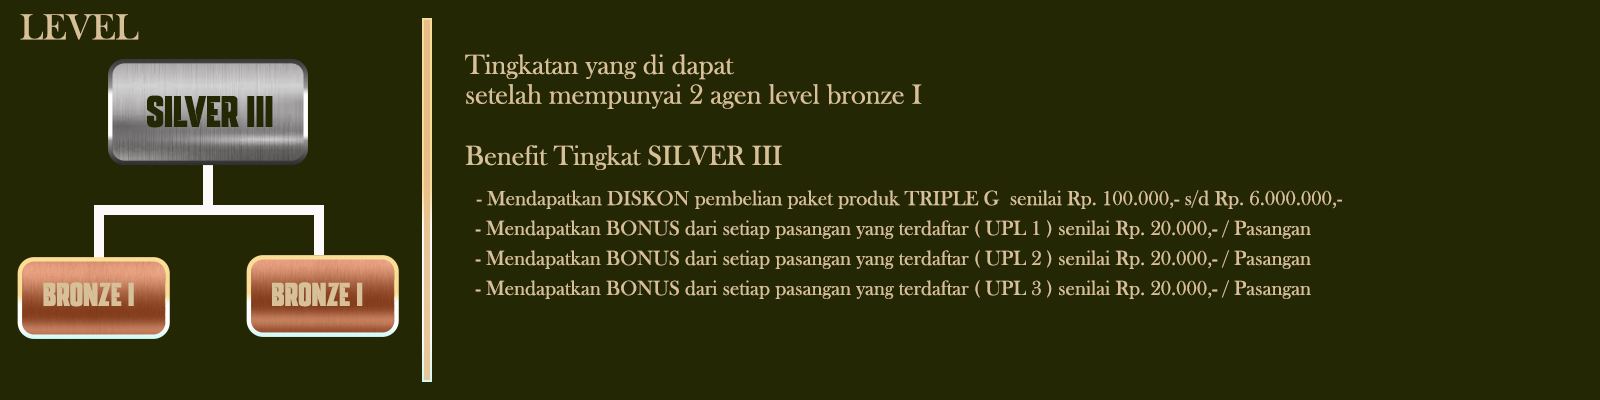 LEVEL
SILVER III
BRONZE I
BRONZE I
Tingkatan yang di dapat
setelah mempunyai 2 agen level bronze I
Benefit Tingkat SILVER III
- Mendapatkan DISKON pembelian paket produk TRIPLE G senilai Rp. 100.000,- s/d Rp. 6.000.000,-
- Mendapatkan BONUS dari setiap pasangan yang terdaftar ( UPL 1 ) senilai Rp. 20.000,- / Pasangan
- Mendapatkan BONUS dari setiap pasangan yang terdaftar ( UPL 2 ) senilai Rp. 20.000,- / Pasangan
- Mendapatkan BONUS dari setiap pasangan yang terdaftar ( UPL 3 ) senilai Rp. 20.000,- / Pasangan